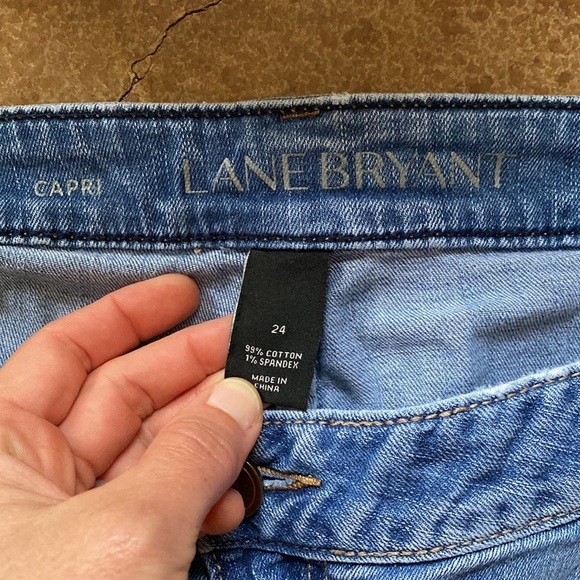 CAPRI
LANE BRYANT
24
99% COTTON
1% SPANDEX
MADE IN
CHINA